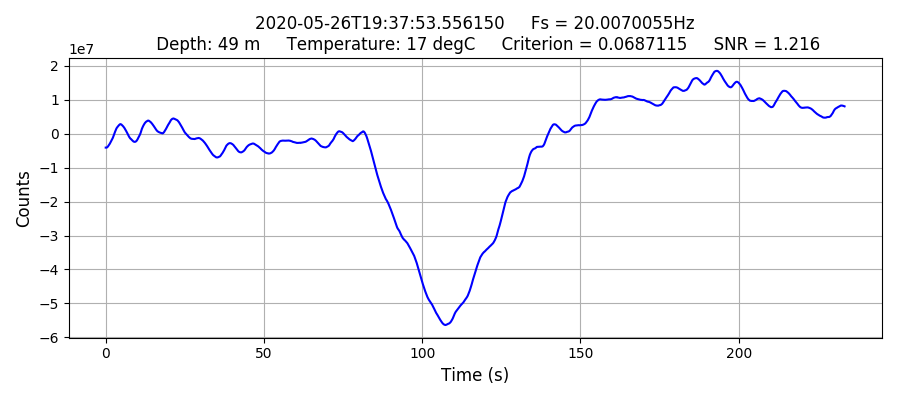 2020-05-26T19:37:53.556150 Fs = 20.0070055Hz
Depth: 49 m Temperature: 17 degC Criterion = 0.0687115 SNR = 1.216
1e7
2
1
0
−1
−2
−3
−4
−5
−6
Counts
0 50 100 150 200
Time (s)